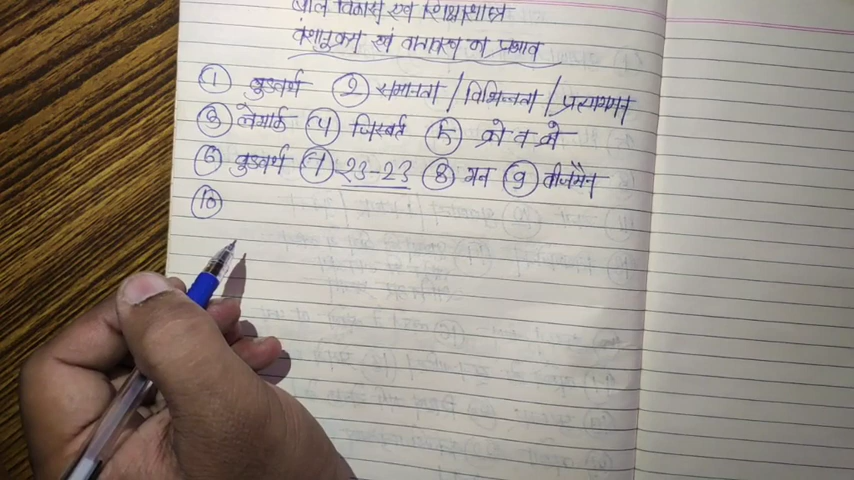 बाल विकास एवं शिक्षाशास्त्र
वंशानुक्रम एवं वातावरण का प्रभाव
① वुडवर्थ ② समानता / विभिन्नता / प्रत्यागमन
③ लेमार्क ④ जिस्बर्ट ⑤ क्रो व क्रो
⑥ वुडवर्थ ⑦ 23-23 ⑧ मन ⑨ बीजमैन
⑩